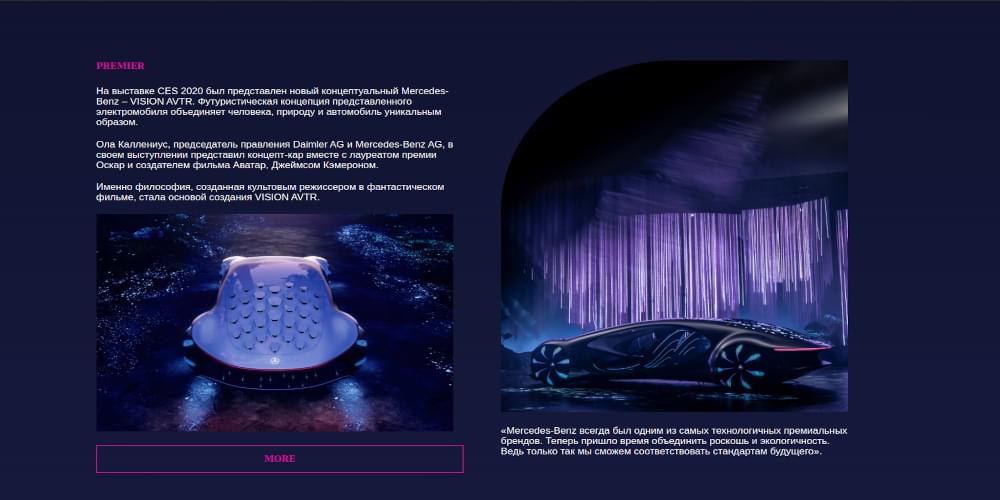 PREMIER
На выставке CES 2020 был представлен новый концептуальный Mercedes-
Benz – VISION AVTR. Футуристическая концепция представленного
электромобиля объединяет человека, природу и автомобиль уникальным
образом.
Ола Каллениус, председатель правления Daimler AG и Mercedes-Benz AG, в
своем выступлении представил концепт-кар вместе с лауреатом премии
Оскар и создателем фильма Аватар, Джеймсом Кэмероном.
Именно философия, созданная культовым режиссером в фантастическом
фильме, стала основой создания VISION AVTR.
MORE
«Mercedes-Benz всегда был одним из самых технологичных премиальных
брендов. Теперь пришло время объединить роскошь и экологичность.
Ведь только так мы сможем соответствовать стандартам будущего».